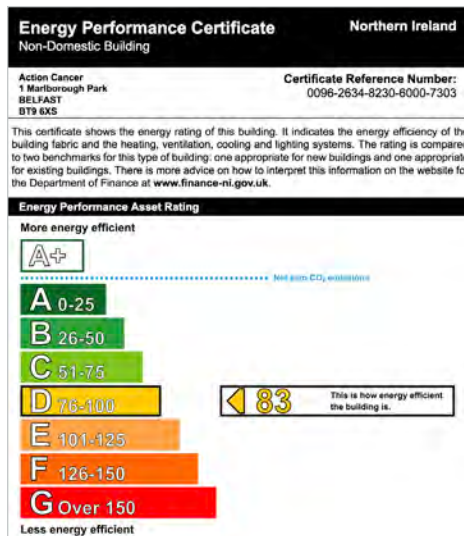 Energy Performance Certificate
Northern Ireland
Non-Domestic Building
Action Cancer
1 Marlborough Park
BELFAST
BT9 6XS
Certificate Reference Number:
0096-2634-8230-6000-7303
This certificate shows the energy rating of this building. It indicates the energy efficiency of the
building fabric and the heating, ventilation, cooling and lighting systems. The rating is compared
to two benchmarks for this type of building: one appropriate for new buildings and one appropriate
for existing buildings. There is more advice on how to interpret this information on the website for
the Department of Finance at www.finance-ni.gov.uk.
Energy Performance Asset Rating
More energy efficient
A+
Net zero CO₂ emissions
A 0-25
B 26-50
C 51-75
D 76-100
83
This is how energy efficient
the building is.
E 101-125
F 126-150
G Over 150
Less energy efficient